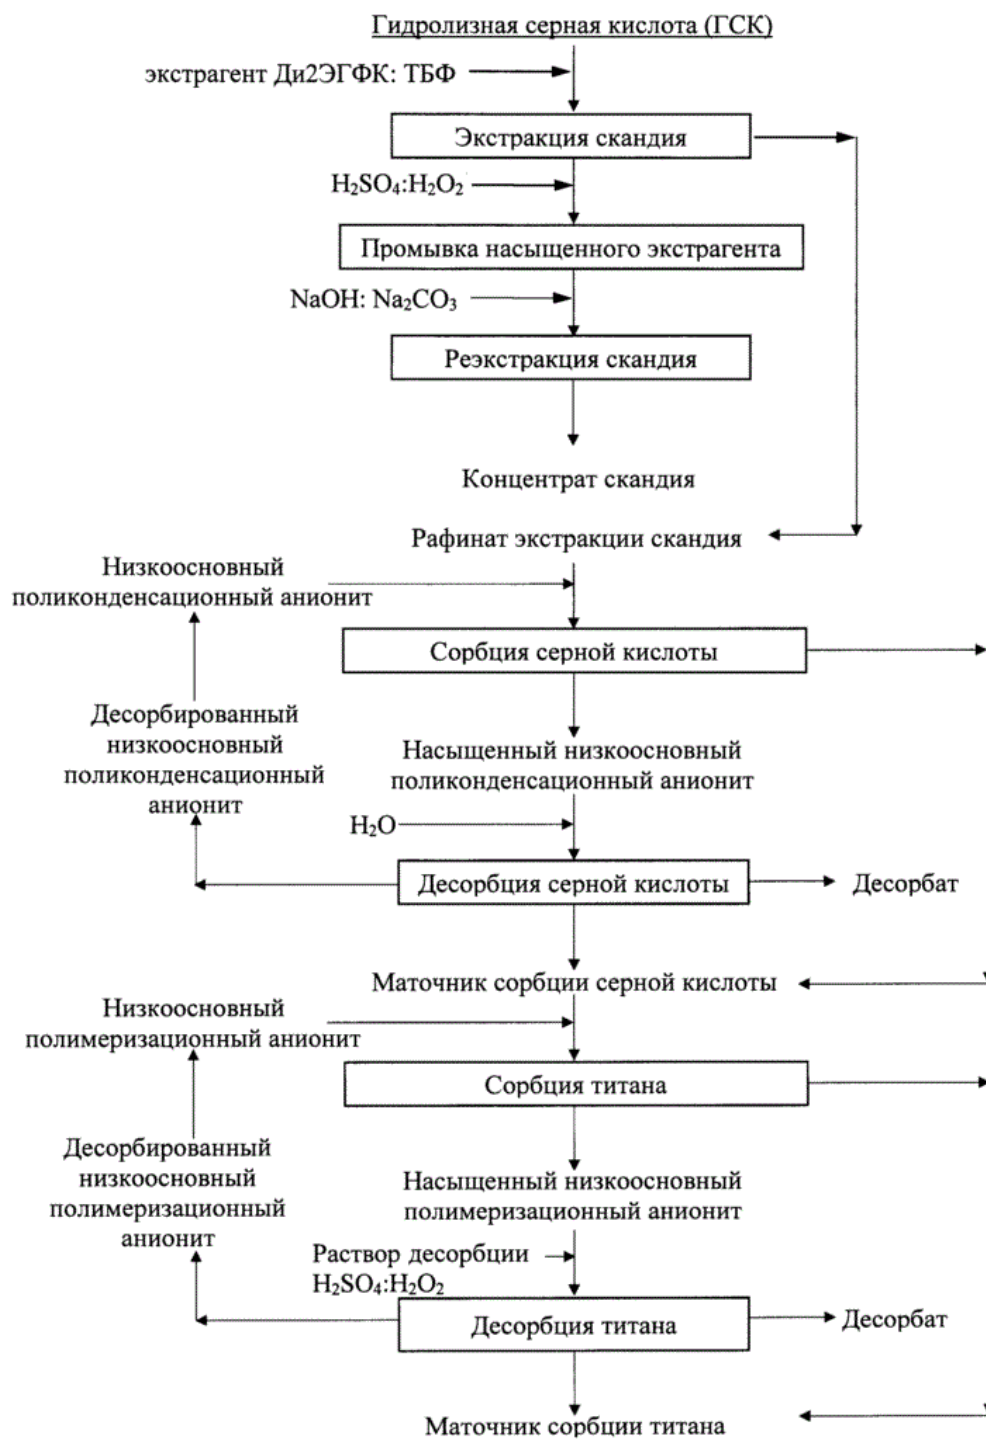 Гидролизная серная кислота (ГСК)
экстрагент Ди2ЭГФК: ТБФ
Экстракция скандия
H₂SO₄:H₂O₂
Промывка насыщенного экстрагента
NaOH: Na₂CO₃
Реэкстракция скандия
Концентрат скандия
Рафинат экстракции скандия
Низкоосновный
поликонденсационный анионит
Сорбция серной кислоты
Десорбированный
низкоосновный
поликонденсационный
анионит
Насыщенный низкоосновный
поликонденсационный анионит
H₂O
Десорбция серной кислоты
Десорбат
Маточник сорбции серной кислоты
Низкоосновный
полимеризационный анионит
Сорбция титана
Десорбированный
низкоосновный
полимеризационный
анионит
Насыщенный низкоосновный
полимеризационный анионит
Раствор десорбции
H₂SO₄:H₂O₂
Десорбция титана
Десорбат
Маточник сорбции титана